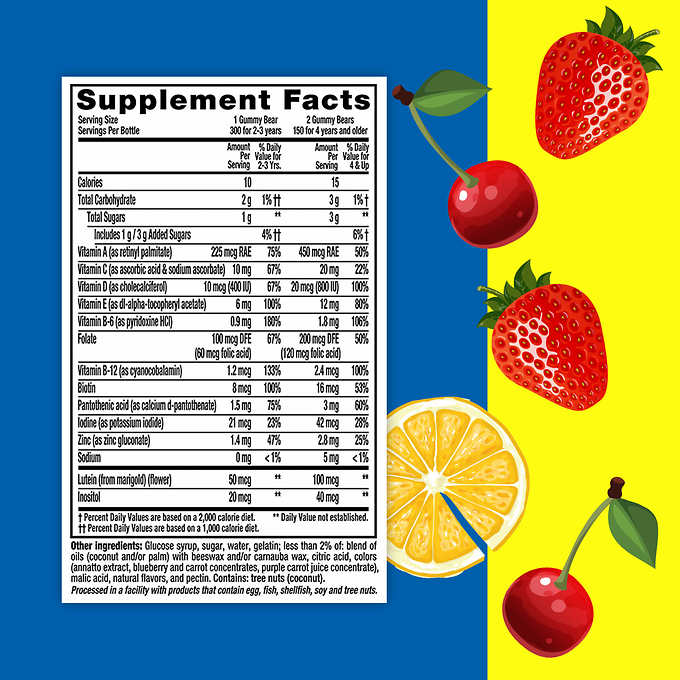 Supplement Facts
Serving Size 1 Gummy Bear 2 Gummy Bears
Servings Per Bottle 300 for 2-3 years 150 for 4 years and older
Amount % Daily Amount % Daily
Per Value for Per Value for
Serving 2-3 Yrs. Serving 4 & Up
Calories 10 15
Total Carbohydrate 2 g 1% †† 3 g 1% †
Total Sugars 1 g ** 3 g **
Includes 1 g / 3 g Added Sugars 4% †† 6% †
Vitamin A (as retinyl palmitate) 225 mcg RAE 75% 450 mcg RAE 50%
Vitamin C (as ascorbic acid & sodium ascorbate) 10 mg 67% 20 mg 22%
Vitamin D (as cholecalciferol) 10 mcg (400 IU) 67% 20 mcg (800 IU) 100%
Vitamin E (as dl-alpha-tocopheryl acetate) 6 mg 100% 12 mg 80%
Vitamin B-6 (as pyridoxine HCl) 0.9 mg 180% 1.8 mg 106%
Folate 100 mcg DFE 67% 200 mcg DFE 50%
(60 mcg folic acid) (120 mcg folic acid)
Vitamin B-12 (as cyanocobalamin) 1.2 mcg 133% 2.4 mcg 100%
Biotin 8 mcg 100% 16 mcg 53%
Pantothenic acid (as calcium d-pantothenate) 1.5 mg 75% 3 mg 60%
Iodine (as potassium iodide) 21 mcg 23% 42 mcg 28%
Zinc (as zinc gluconate) 1.4 mg 47% 2.8 mg 25%
Sodium 0 mg < 1% 5 mg < 1%
Lutein (from marigold) (flower) 50 mcg ** 100 mcg **
Inositol 20 mcg ** 40 mcg **
† Percent Daily Values are based on a 2,000 calorie diet. ** Daily Value not established.
†† Percent Daily Values are based on a 1,000 calorie diet.
Other ingredients: Glucose syrup, sugar, water, gelatin; less than 2% of: blend of
oils (coconut and/or palm) with beeswax and/or carnauba wax, citric acid, colors
(annatto extract, blueberry and carrot concentrates, purple carrot juice concentrate),
malic acid, natural flavors, and pectin. Contains: tree nuts (coconut).
Processed in a facility with products that contain egg, fish, shellfish, soy and tree nuts.